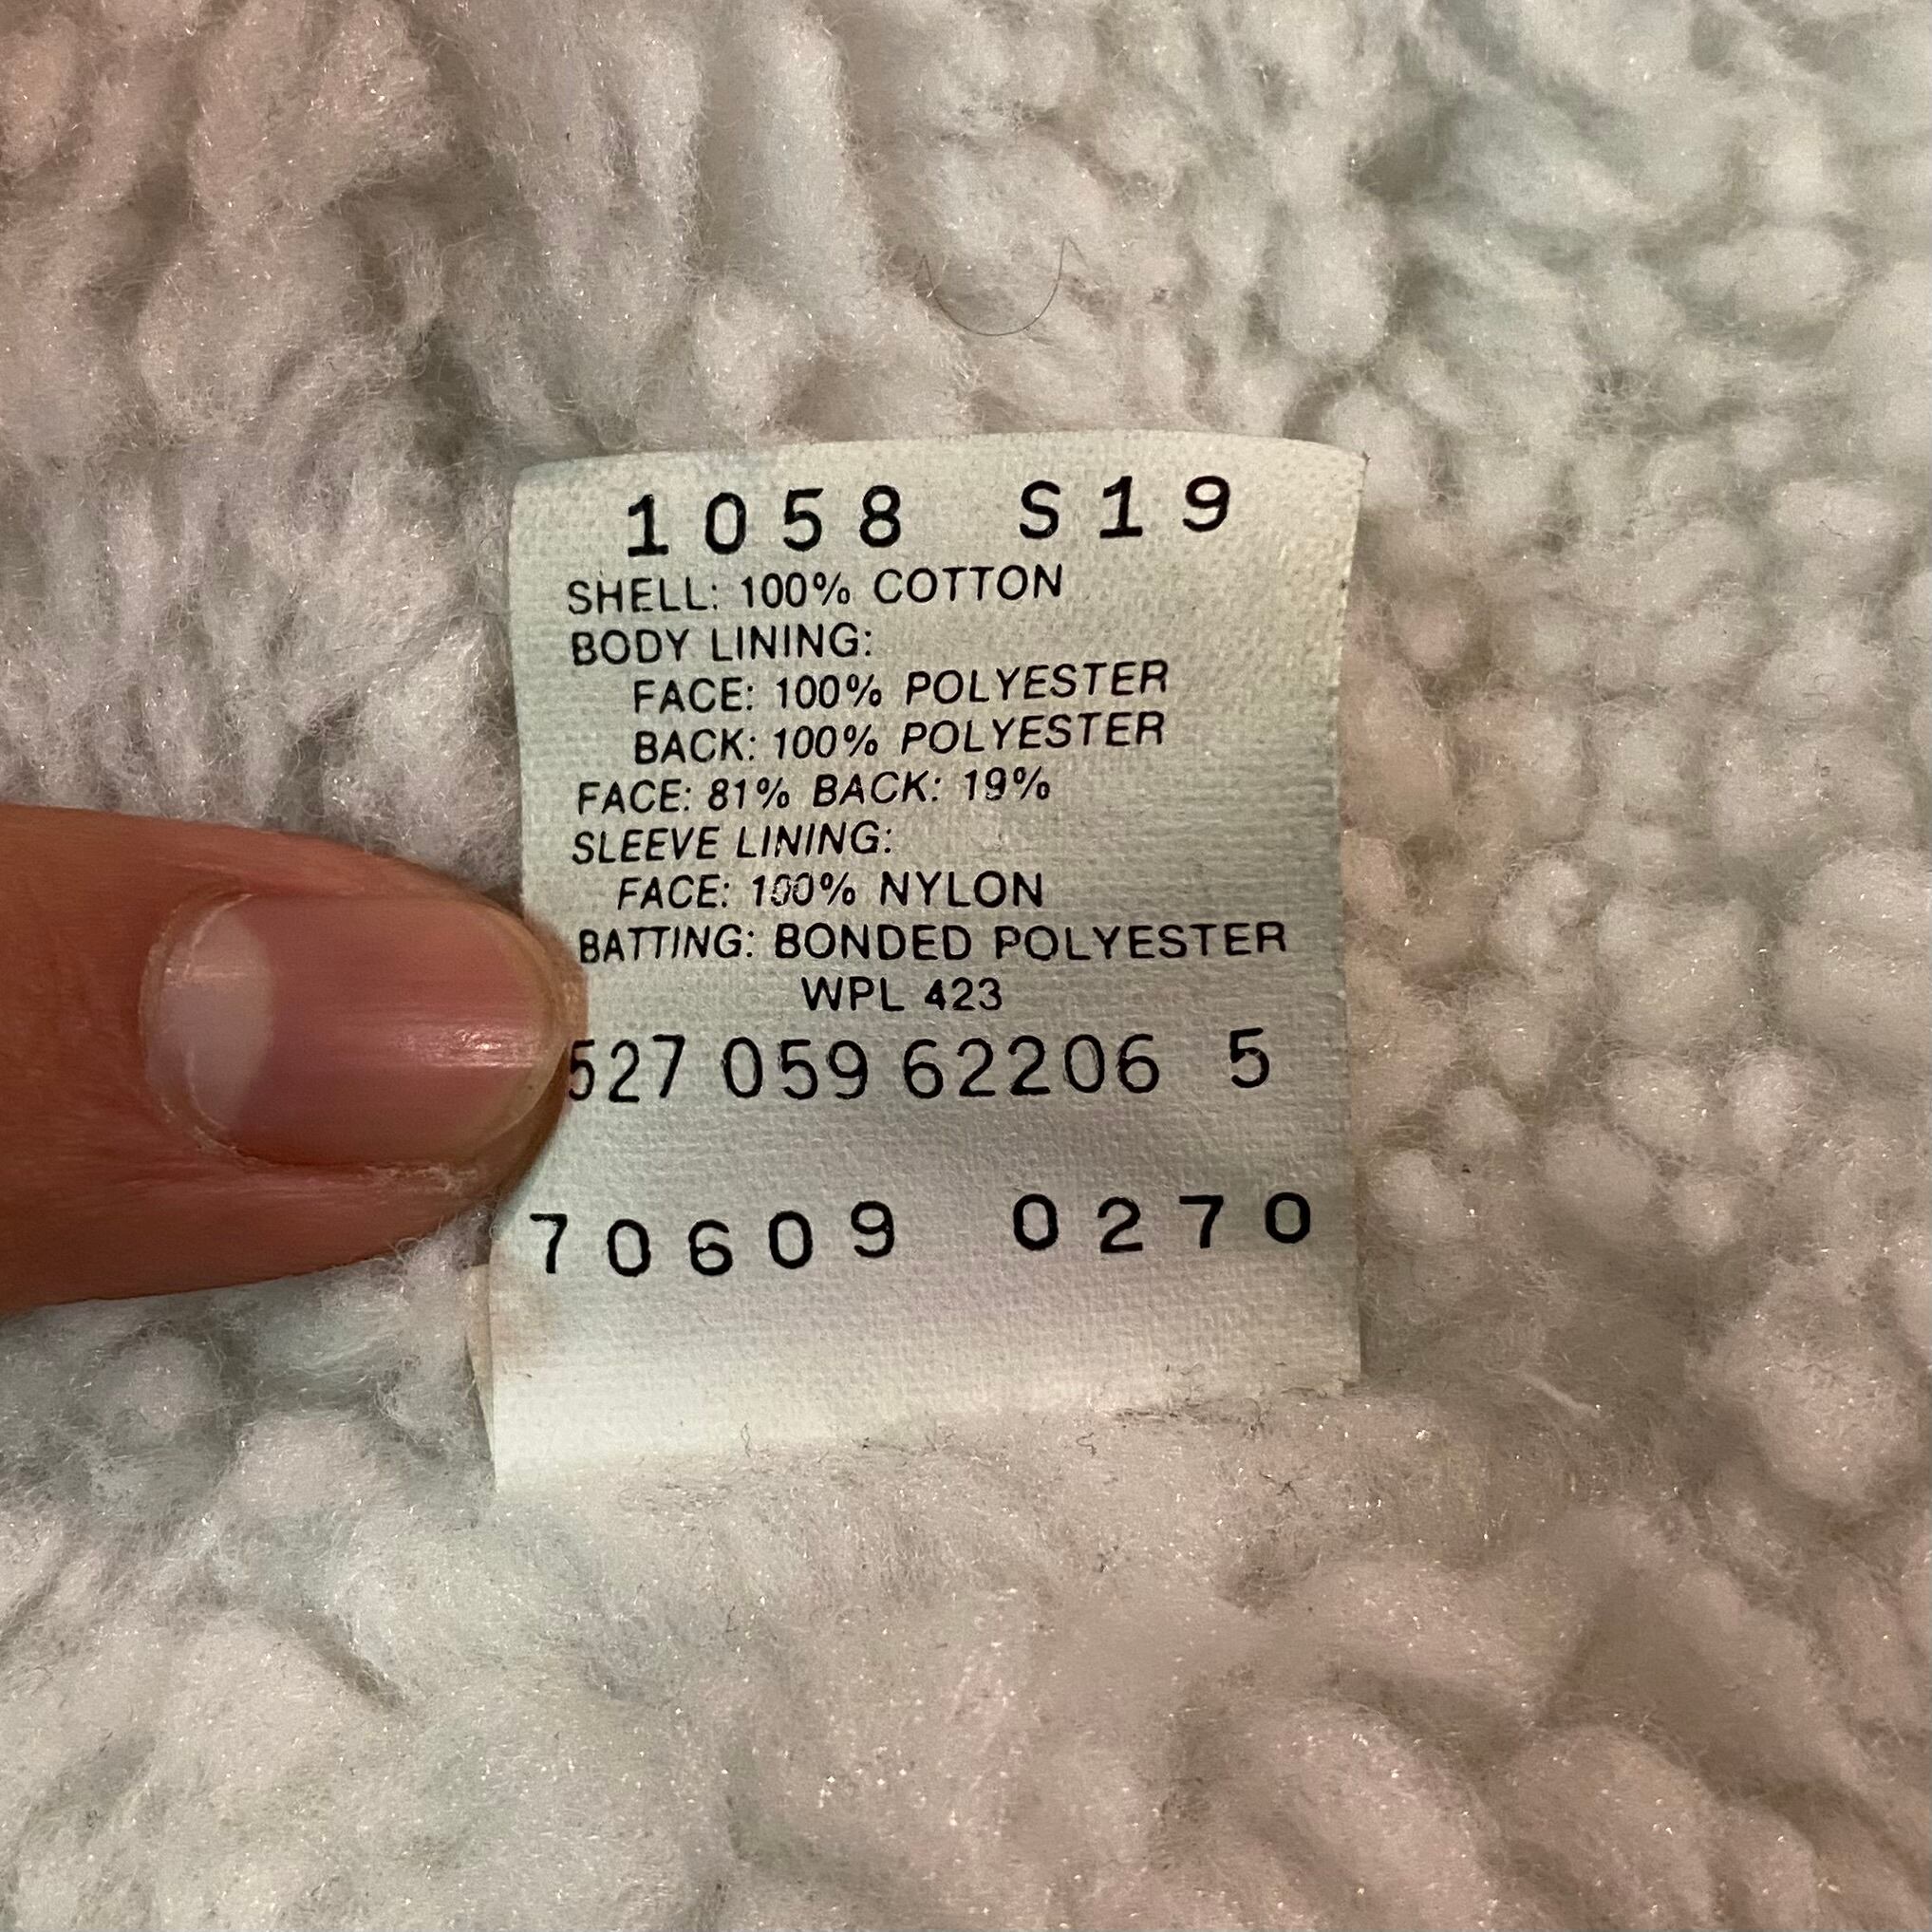 1058 S19
SHELL: 100% COTTON
BODY LINING:
FACE: 100% POLYESTER
BACK: 100% POLYESTER
FACE: 81% BACK: 19%
SLEEVE LINING:
FACE: 100% NYLON
BATTING: BONDED POLYESTER
WPL 423
527 059 62206 5
70609 0270